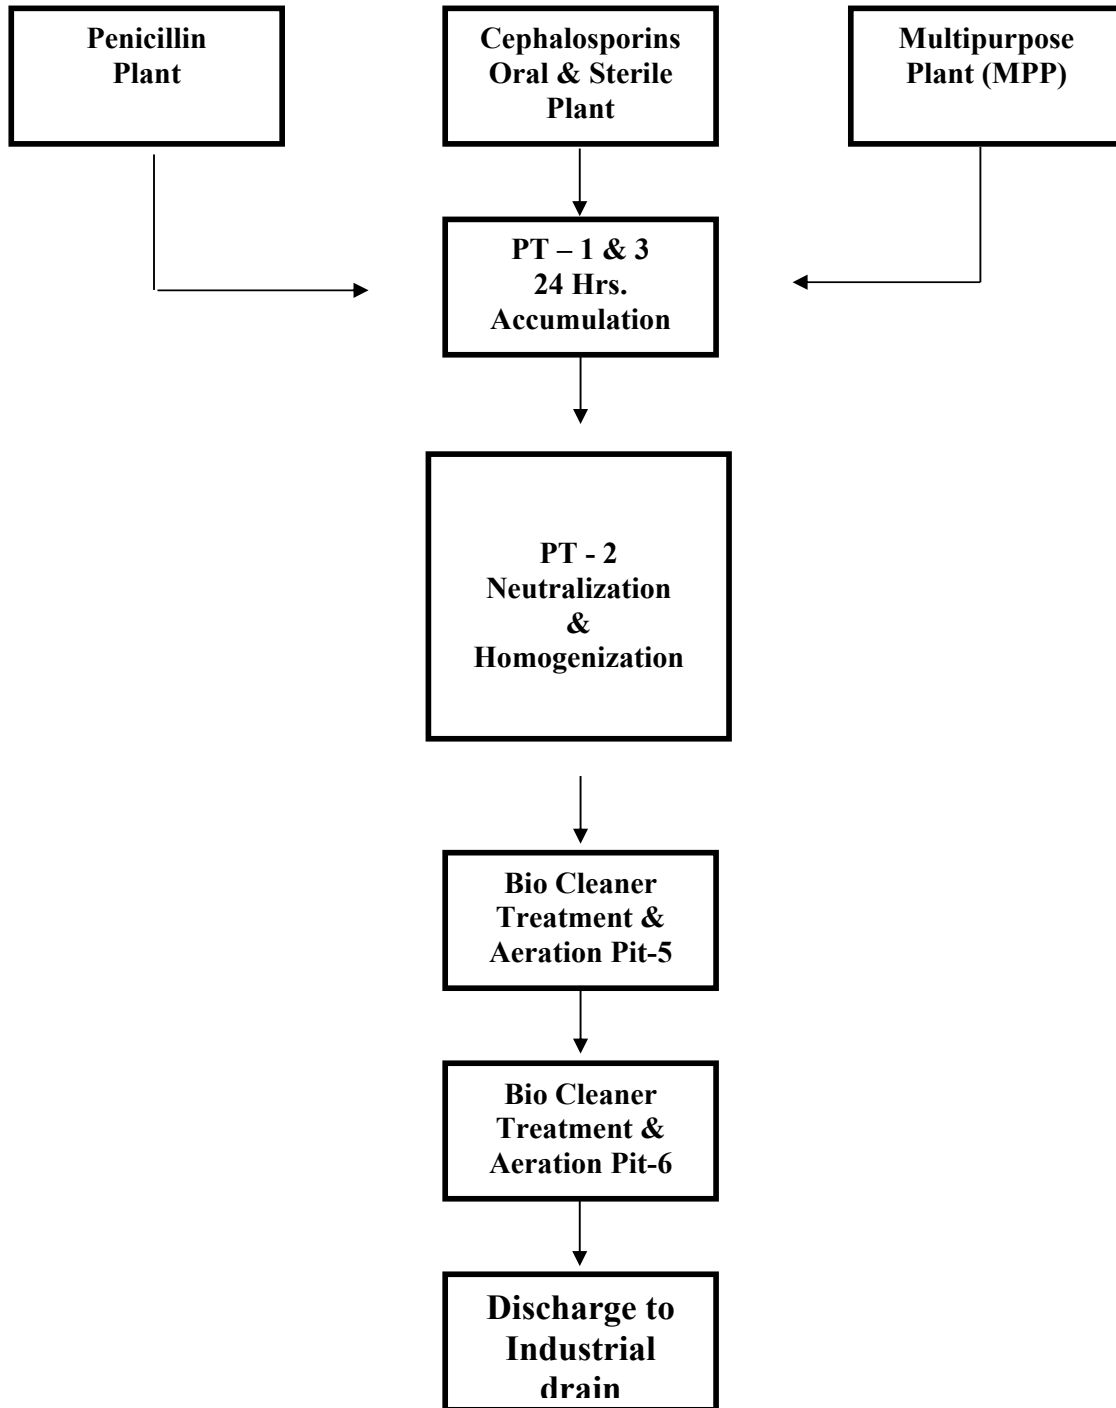 Penicillin
Plant
Cephalosporins
Oral & Sterile
Plant
Multipurpose
Plant (MPP)
PT – 1 & 3
24 Hrs.
Accumulation
PT - 2
Neutralization
&
Homogenization
Bio Cleaner
Treatment &
Aeration Pit-5
Bio Cleaner
Treatment &
Aeration Pit-6
Discharge to
Industrial
drain